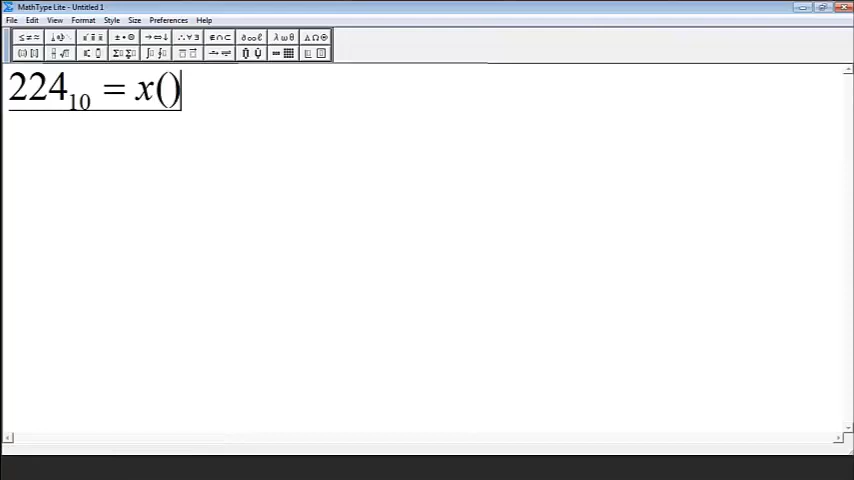 MathType Lite - Untitled 1
File Edit View Format Style Size Preferences Help
224₁₀ = x()